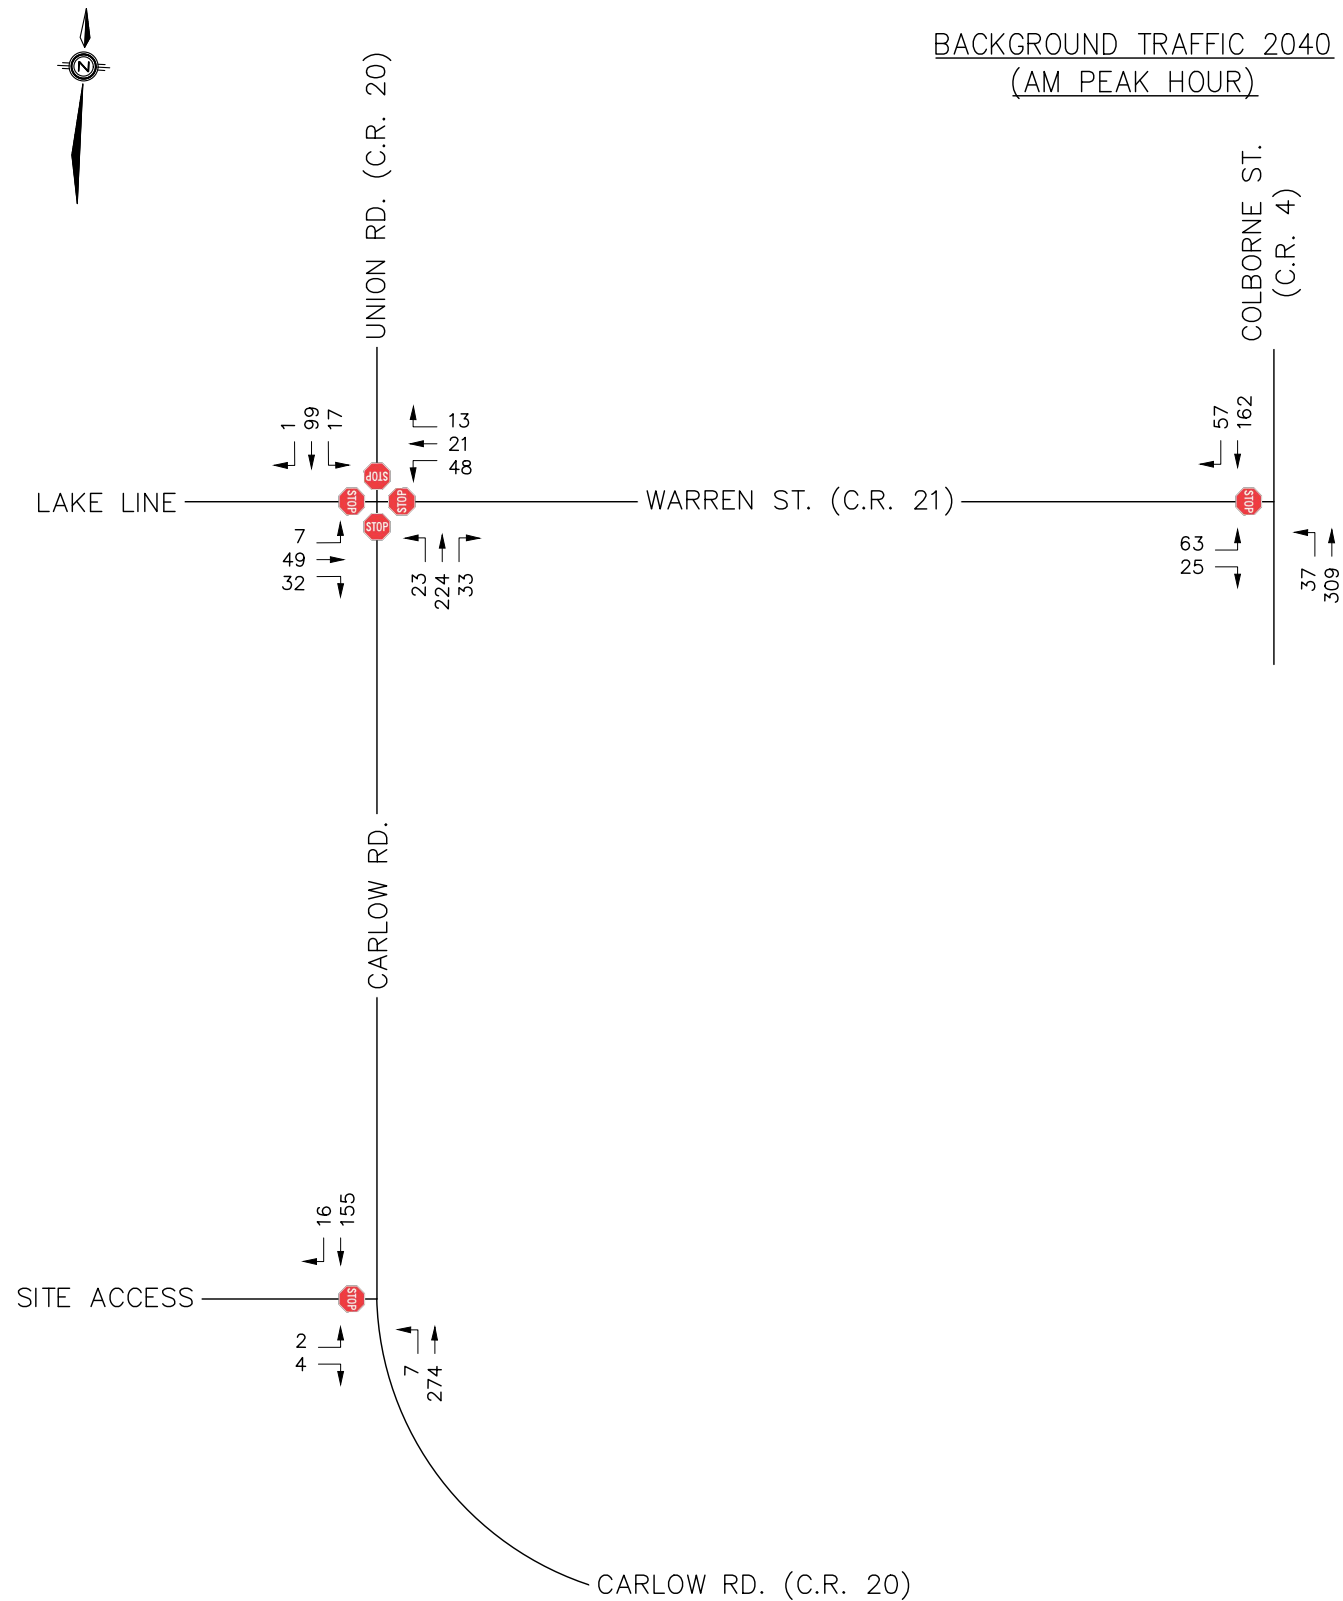 BACKGROUND TRAFFIC 2040
(AM PEAK HOUR)
N
UNION RD. (C.R. 20)
COLBORNE ST.
(C.R. 4)
1
99
17
13
21
48
57
162
STOP
STOP
STOP
STOP
STOP
LAKE LINE
WARREN ST. (C.R. 21)
7
49
32
23
224
33
63
25
37
309
CARLOW RD.
16
155
SITE ACCESS
STOP
2
4
7
274
CARLOW RD. (C.R. 20)